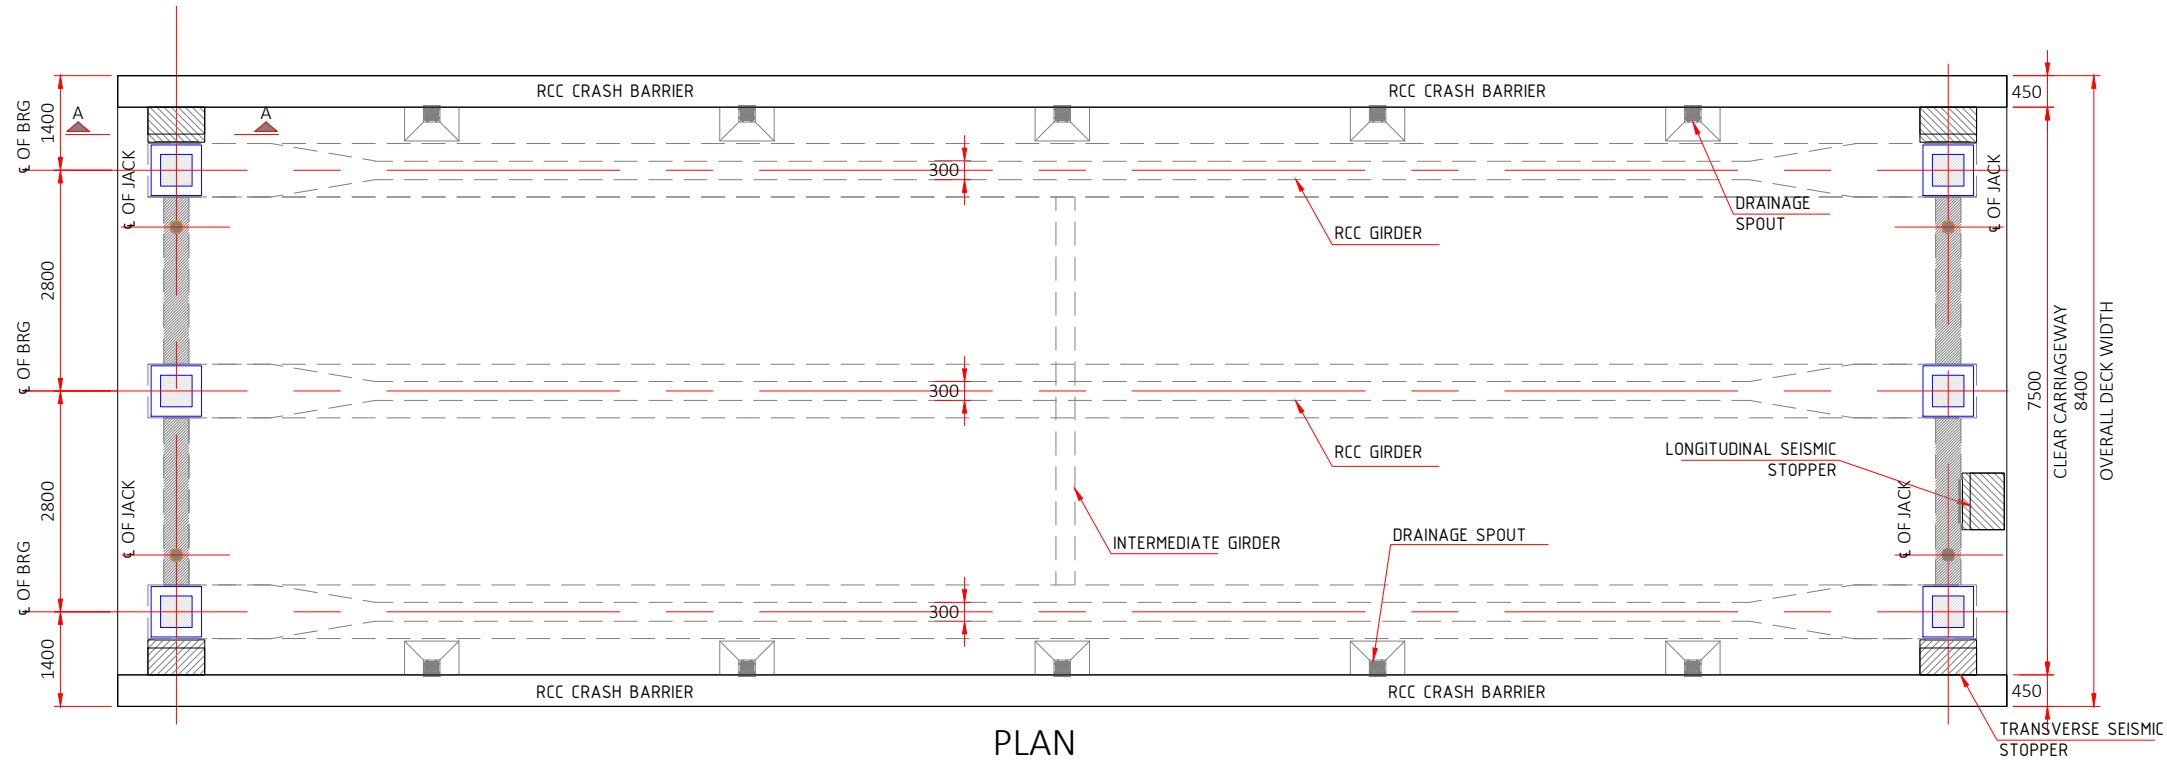 RCC CRASH BARRIER
RCC CRASH BARRIER
450
A
A
1400
℄ OF BRG
℄ OF JACK
300
℄ OF JACK
DRAINAGE
SPOUT
RCC GIRDER
2800
℄ OF BRG
300
7500
CLEAR CARRIAGEWAY
8400
OVERALL DECK WIDTH
RCC GIRDER
LONGITUDINAL SEISMIC
STOPPER
2800
℄ OF JACK
℄ OF JACK
INTERMEDIATE GIRDER
DRAINAGE SPOUT
℄ OF BRG
300
1400
RCC CRASH BARRIER
RCC CRASH BARRIER
450
TRANSVERSE SEISMIC
STOPPER
PLAN